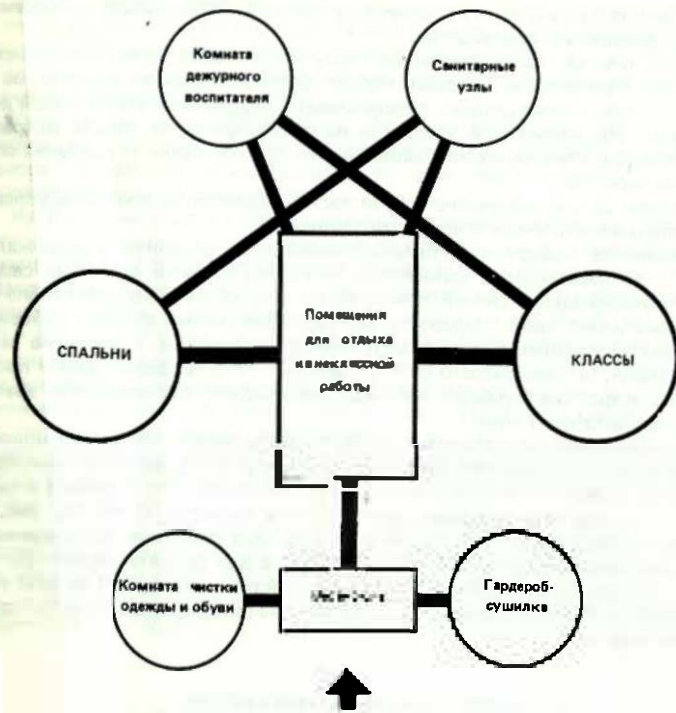 Комната
дежурного
воспитателя
Санитарные
узлы
СПАЛЬНИ
Помещения
для отдыха
и внеклассной
работы
КЛАССЫ
Комната чистки
одежды и обуви
Гардероб-
сушилка